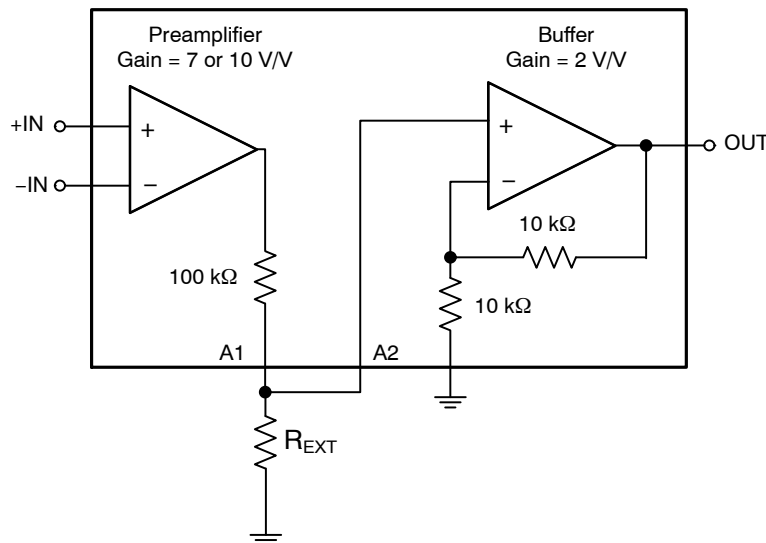 Preamplifier
Gain = 7 or 10 V/V
Buffer
Gain = 2 V/V
+IN
+
−IN
−
+
−
OUT
10 kΩ
100 kΩ
10 kΩ
A1
A2
REXT